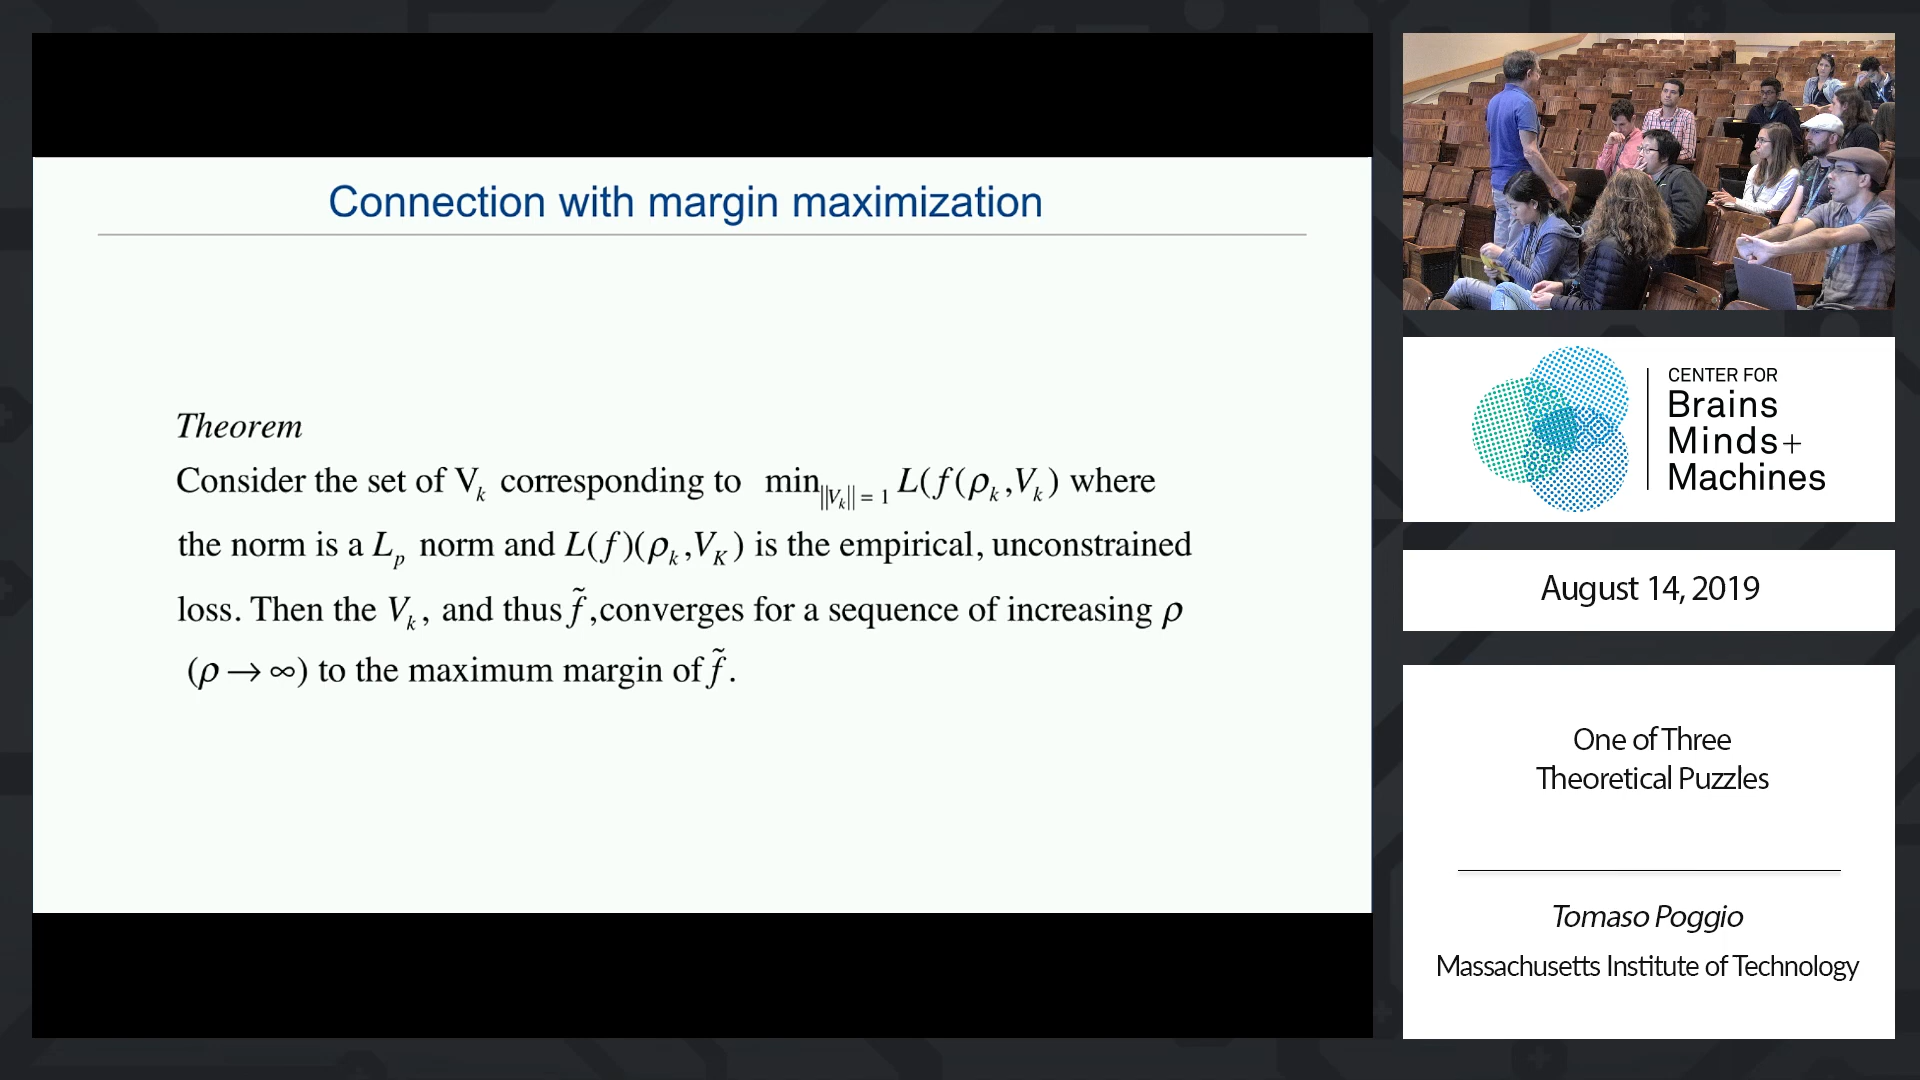 Connection with margin maximization
Theorem
Consider the set of V_k corresponding to min_{||V_k|| = 1} L(f(ρ_k, V_k) where
the norm is a L_p norm and L(f)(ρ_k, V_K) is the empirical, unconstrained
loss. Then the V_k, and thus f̃, converges for a sequence of increasing ρ
(ρ → ∞) to the maximum margin of f̃.
CENTER FOR
Brains
Minds+
Machines
August 14, 2019
One of Three
Theoretical Puzzles
Tomaso Poggio
Massachusetts Institute of Technology